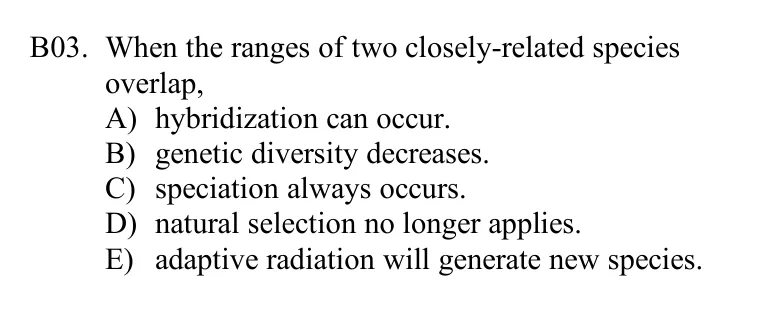 B03. When the ranges of two closely-related species
overlap,
A) hybridization can occur.
B) genetic diversity decreases.
C) speciation always occurs.
D) natural selection no longer applies.
E) adaptive radiation will generate new species.